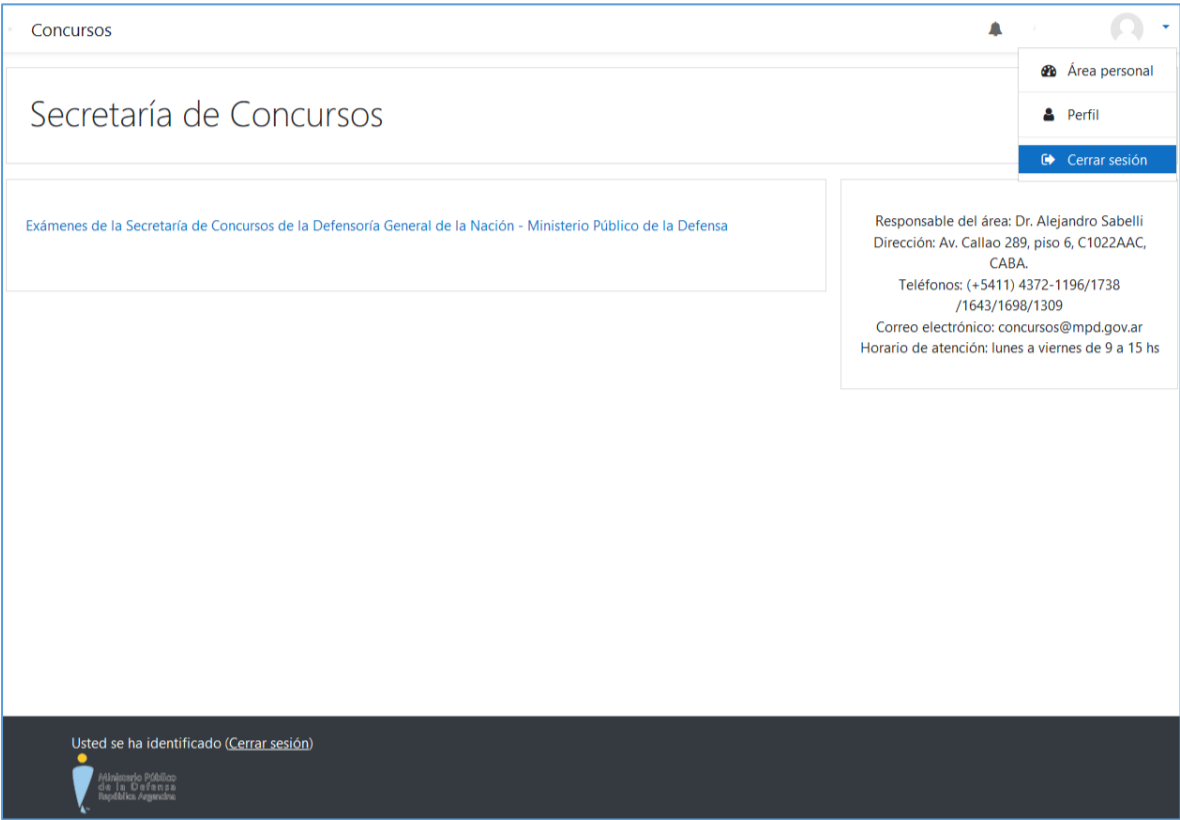 Concursos
Área personal
Perfil
Cerrar sesión
Secretaría de Concursos
Exámenes de la Secretaría de Concursos de la Defensoría General de la Nación - Ministerio Público de la Defensa
Responsable del área: Dr. Alejandro Sabelli
Dirección: Av. Callao 289, piso 6, C1022AAC,
CABA.
Teléfonos: (+5411) 4372-1196/1738
/1643/1698/1309
Correo electrónico: concursos@mpd.gov.ar
Horario de atención: lunes a viernes de 9 a 15 hs
Usted se ha identificado (Cerrar sesión)
Ministerio Público
de la Defensa
República Argentina